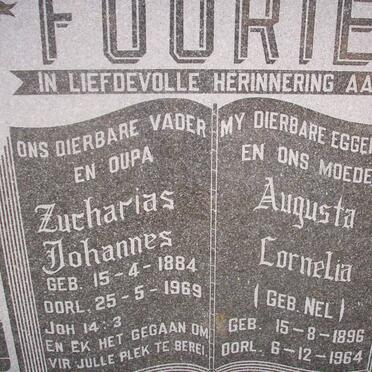 FOURIE
IN LIEFDEVOLLE HERINNERING AA
ONS DIERBARE VADER
EN OUPA
Zucharias
Johannes
GEB. 15-4-1884
OORL. 25-5-1969
JOH 14:3
EN EK HET GEGAAN OM
VIR JULLE PLEK TE BEREI
MY DIERBARE EGGE
EN ONS MOEDE
Augusta
Cornelia
(GEB. NEL)
GEB. 15-8-1896
OORL. 6-12-1964